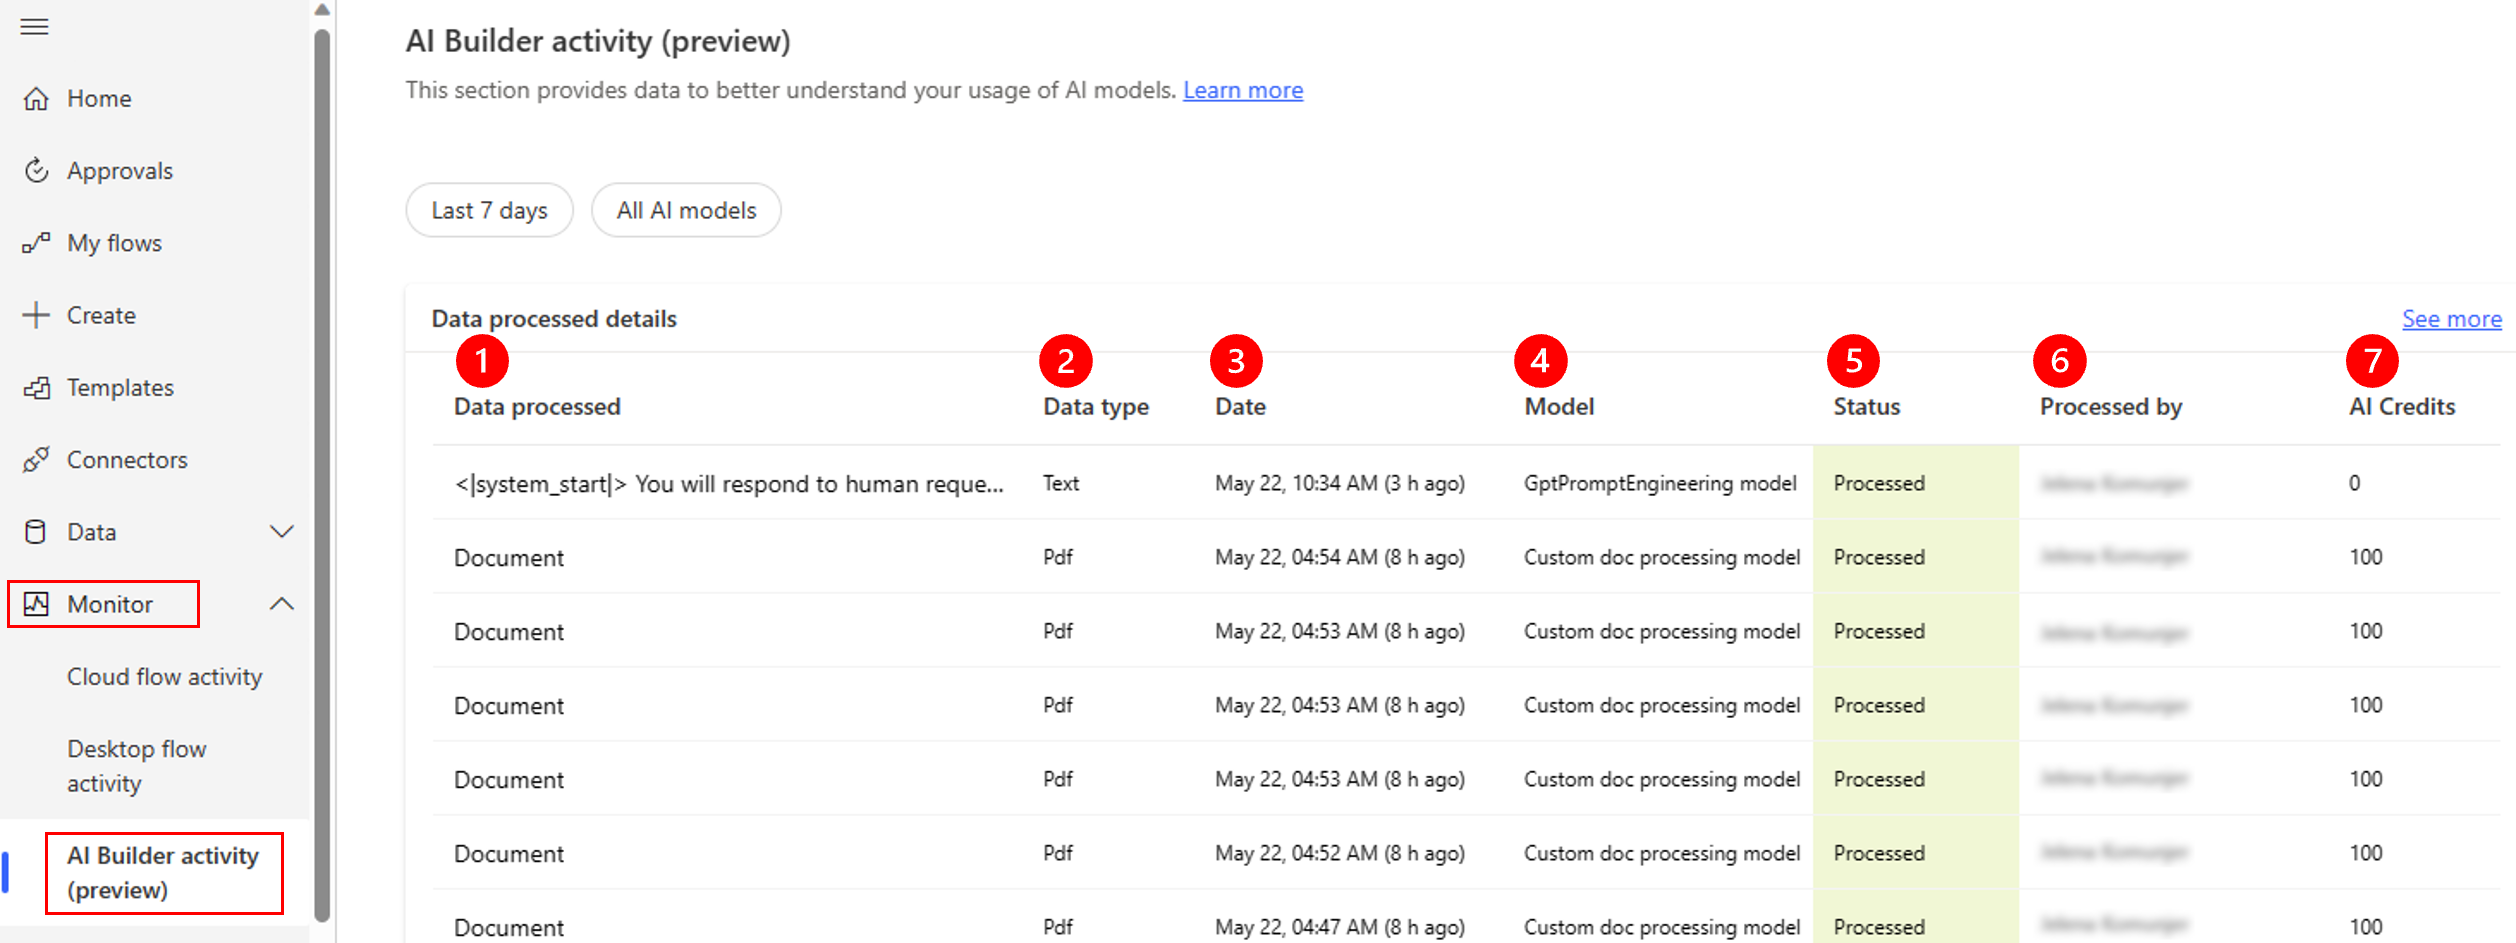 Home
Approvals
My flows
Create
Templates
Connectors
Data
Monitor
Cloud flow activity
Desktop flow
activity
AI Builder activity
(preview)
AI Builder activity (preview)
This section provides data to better understand your usage of AI models. Learn more
Last 7 days All AI models
Data processed details See more
1 2 3 4 5 6 7
Data processed Data type Date Model Status Processed by AI Credits
<|system_start|> You will respond to human reque... Text May 22, 10:34 AM (3 h ago) GptPromptEngineering model Processed 0
Document Pdf May 22, 04:54 AM (8 h ago) Custom doc processing model Processed 100
Document Pdf May 22, 04:53 AM (8 h ago) Custom doc processing model Processed 100
Document Pdf May 22, 04:53 AM (8 h ago) Custom doc processing model Processed 100
Document Pdf May 22, 04:53 AM (8 h ago) Custom doc processing model Processed 100
Document Pdf May 22, 04:52 AM (8 h ago) Custom doc processing model Processed 100
Document Pdf May 22, 04:47 AM (8 h ago) Custom doc processing model Processed 100